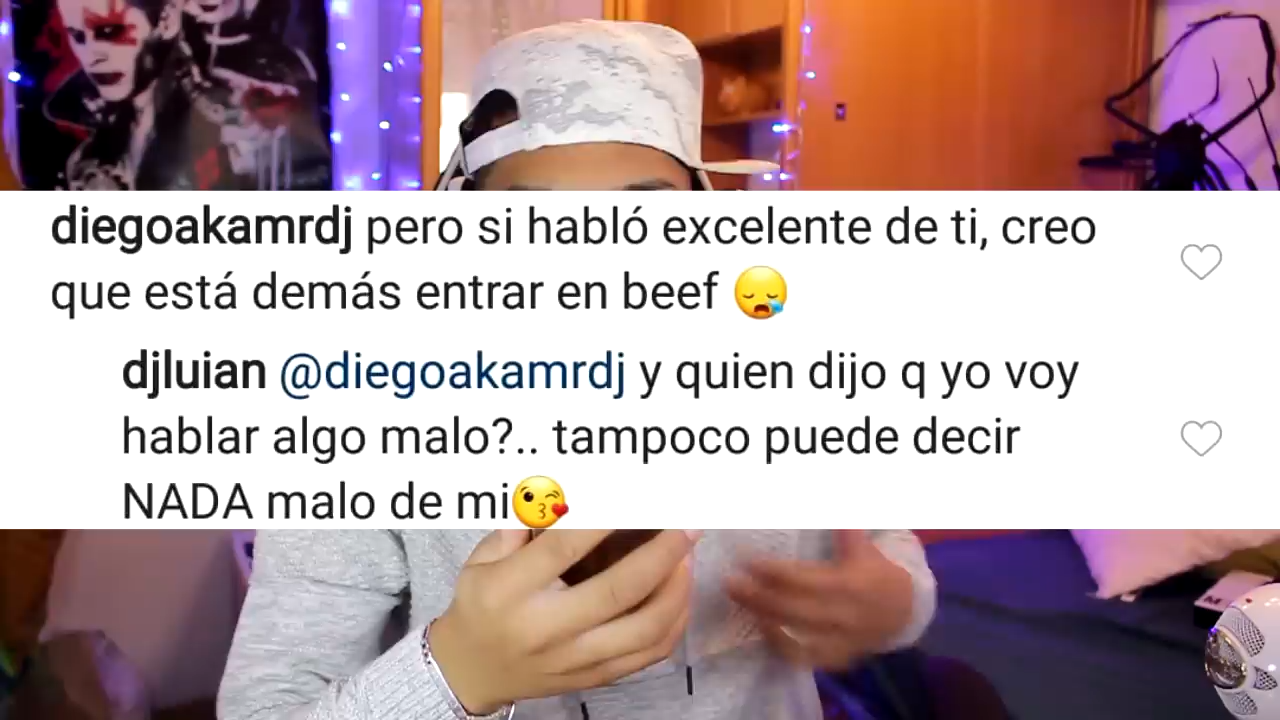 diegoakamrdj pero si habló excelente de ti, creo
que está demás entrar en beef 😪
djluian @diegoakamrdj y quien dijo q yo voy
hablar algo malo?.. tampoco puede decir
NADA malo de mi😘